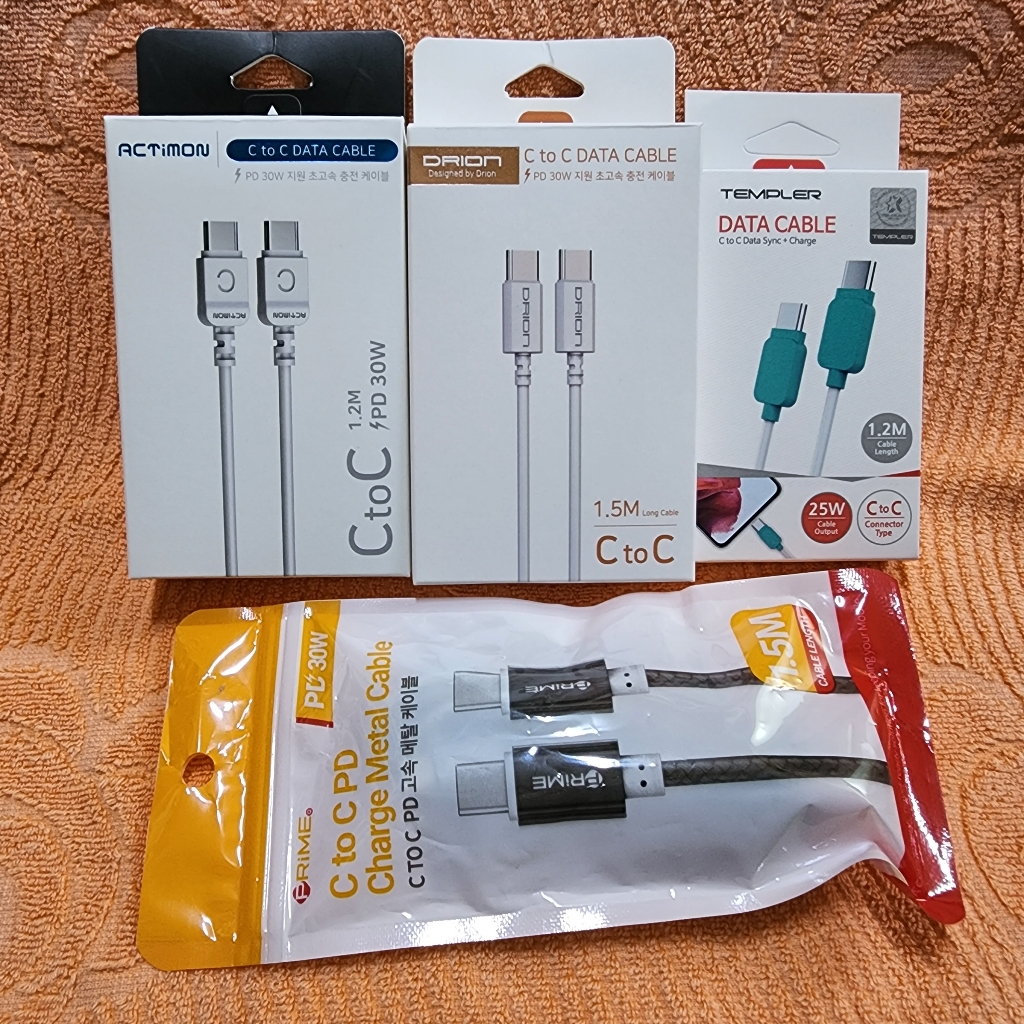 ACTiMON
C to C DATA CABLE
PD 30W 지원 초고속 충전 케이블
C
C
ACTiMON
ACTiMON
C to C
1.2M
PD 30W
DRION
Designed by Drion
C to C DATA CABLE
PD 30W 지원 초고속 충전 케이블
DRION
DRION
1.5M Long Cable
C to C
TEMPLER
DATA CABLE
C to C Data Sync + Charge
TEMPLER
1.2M
Cable
Length
25W
Cable
Output
C to C
Connector
Type
PRiME
PD 30W
C to C PD
Charge Metal Cable
C TO C PD 고속 메탈 케이블
PRiME
PRiME
1.5M
CABLE LENGTH
your